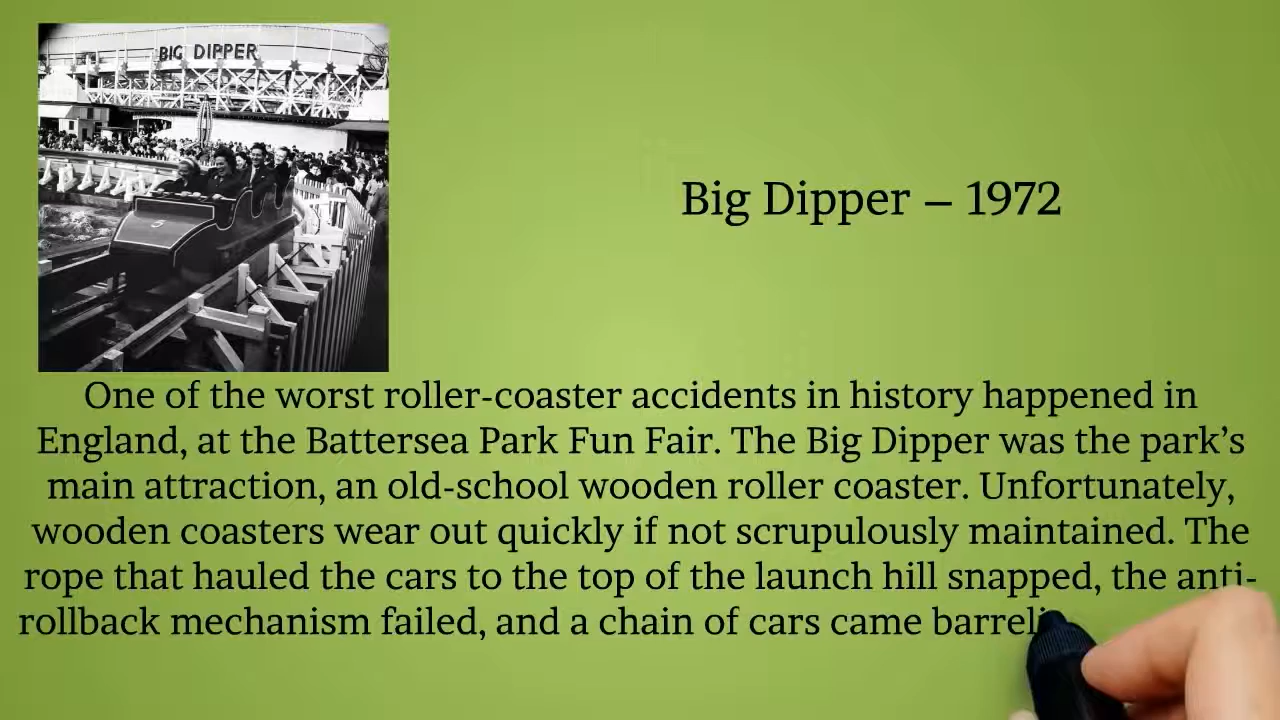 BIG DIPPER
5
Big Dipper – 1972
One of the worst roller-coaster accidents in history happened in
England, at the Battersea Park Fun Fair. The Big Dipper was the park’s
main attraction, an old-school wooden roller coaster. Unfortunately,
wooden coasters wear out quickly if not scrupulously maintained. The
rope that hauled the cars to the top of the launch hill snapped, the anti-
rollback mechanism failed, and a chain of cars came barreli